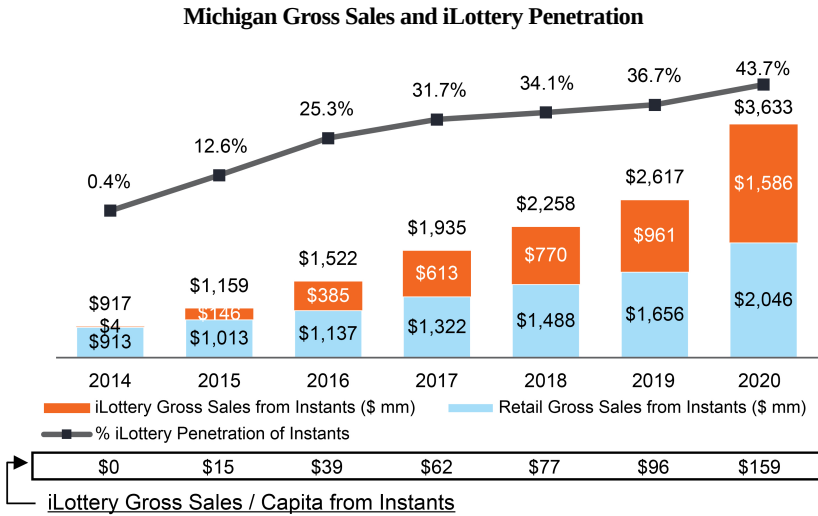 Michigan Gross Sales and iLottery Penetration
0.4% 12.6% 25.3% 31.7% 34.1% 36.7% 43.7%
$917 $1,159 $1,522 $1,935 $2,258 $2,617 $3,633
$4 $146 $385 $613 $770 $961 $1,586
$913 $1,013 $1,137 $1,322 $1,488 $1,656 $2,046
2014 2015 2016 2017 2018 2019 2020
iLottery Gross Sales from Instants ($ mm) Retail Gross Sales from Instants ($ mm)
% iLottery Penetration of Instants
$0 $15 $39 $62 $77 $96 $159
iLottery Gross Sales / Capita from Instants